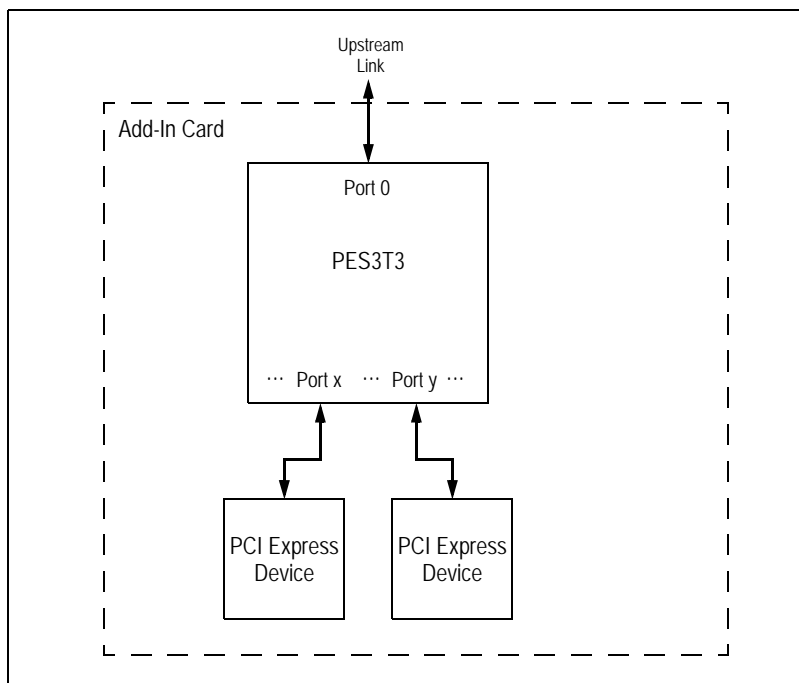 Upstream
Link
Add-In Card
Port 0
PES3T3
··· Port x ··· Port y ···
PCI Express
Device
PCI Express
Device